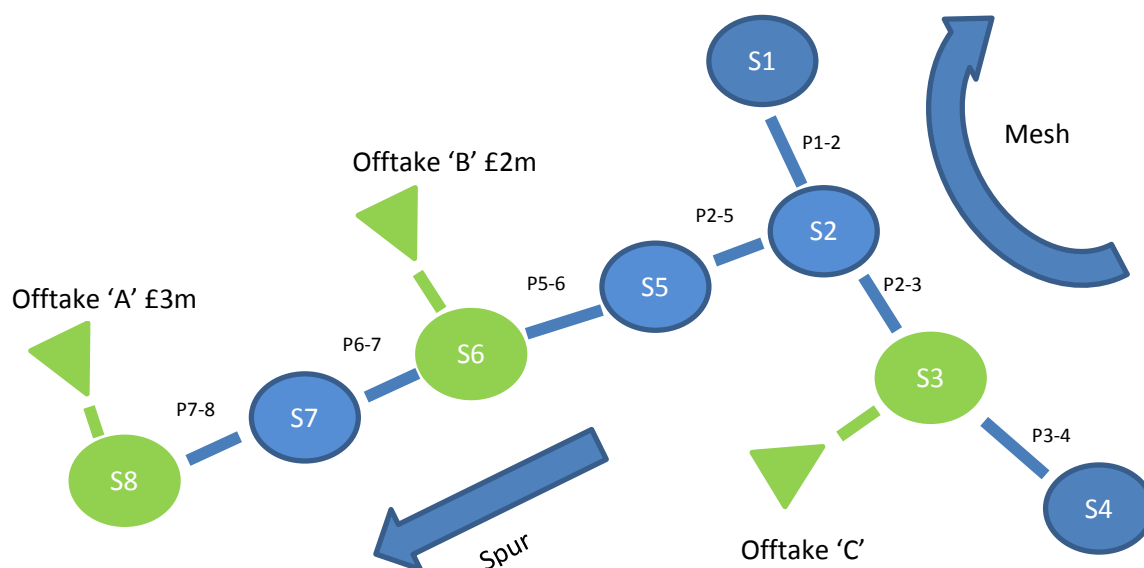 S1
Mesh
P1-2
Offtake 'B' £2m
P2-5
S2
P5-6
S5
P2-3
Offtake 'A' £3m
P6-7
S6
S3
P7-8
S7
P3-4
S8
S4
Spur
Offtake 'C'